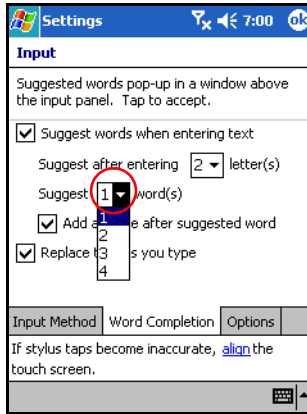 Settings 7:00 ok
Input
Suggested words pop-up in a window above
the input panel. Tap to accept.
Suggest words when entering text
Suggest after entering 2 letter(s)
Suggest 1 word(s)
1
Add a e after suggested word
2
Replace t s you type
3
4
Input Method Word Completion Options
If stylus taps become inaccurate, align the
touch screen.